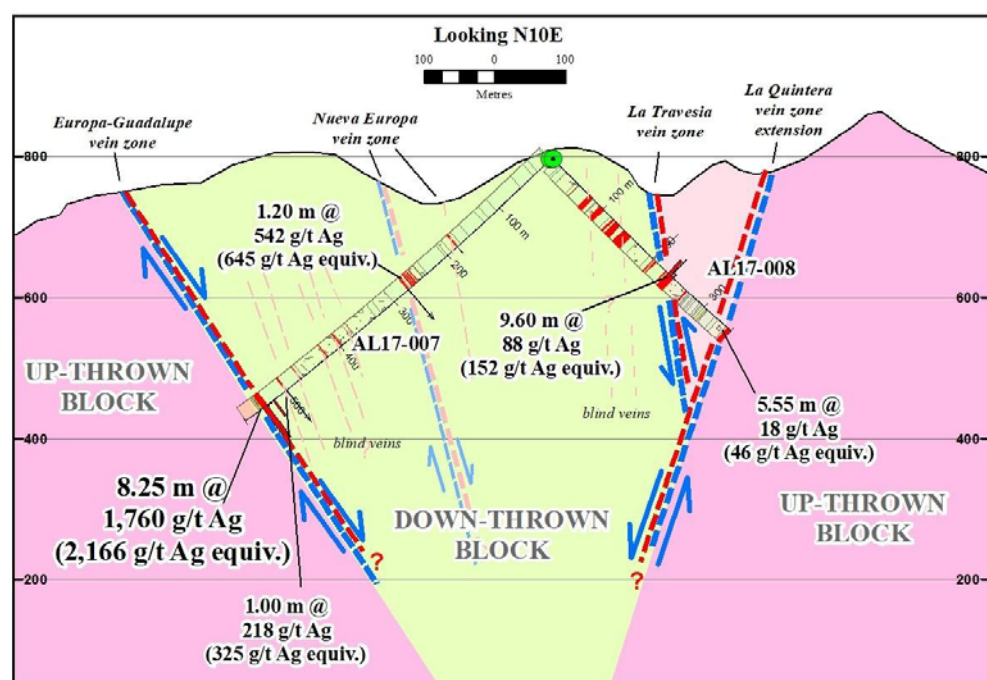 Looking N10E
100 0 100
Metres
Europa-Guadalupe
vein zone
Nueva Europa
vein zone
La Travesia
vein zone
La Quintera
vein zone
extension
800
800
1.20 m @
542 g/t Ag
(645 g/t Ag equiv.)
100 m
200
300
400
500
100 m
300
AL17-008
600
600
AL17-007
9.60 m @
88 g/t Ag
(152 g/t Ag equiv.)
UP-THROWN
BLOCK
5.55 m @
18 g/t Ag
(46 g/t Ag equiv.)
blind veins
blind veins
400
400
8.25 m @
1,760 g/t Ag
(2,166 g/t Ag equiv.)
DOWN-THROWN
BLOCK
UP-THROWN
BLOCK
?
?
200
200
1.00 m @
218 g/t Ag
(325 g/t Ag equiv.)